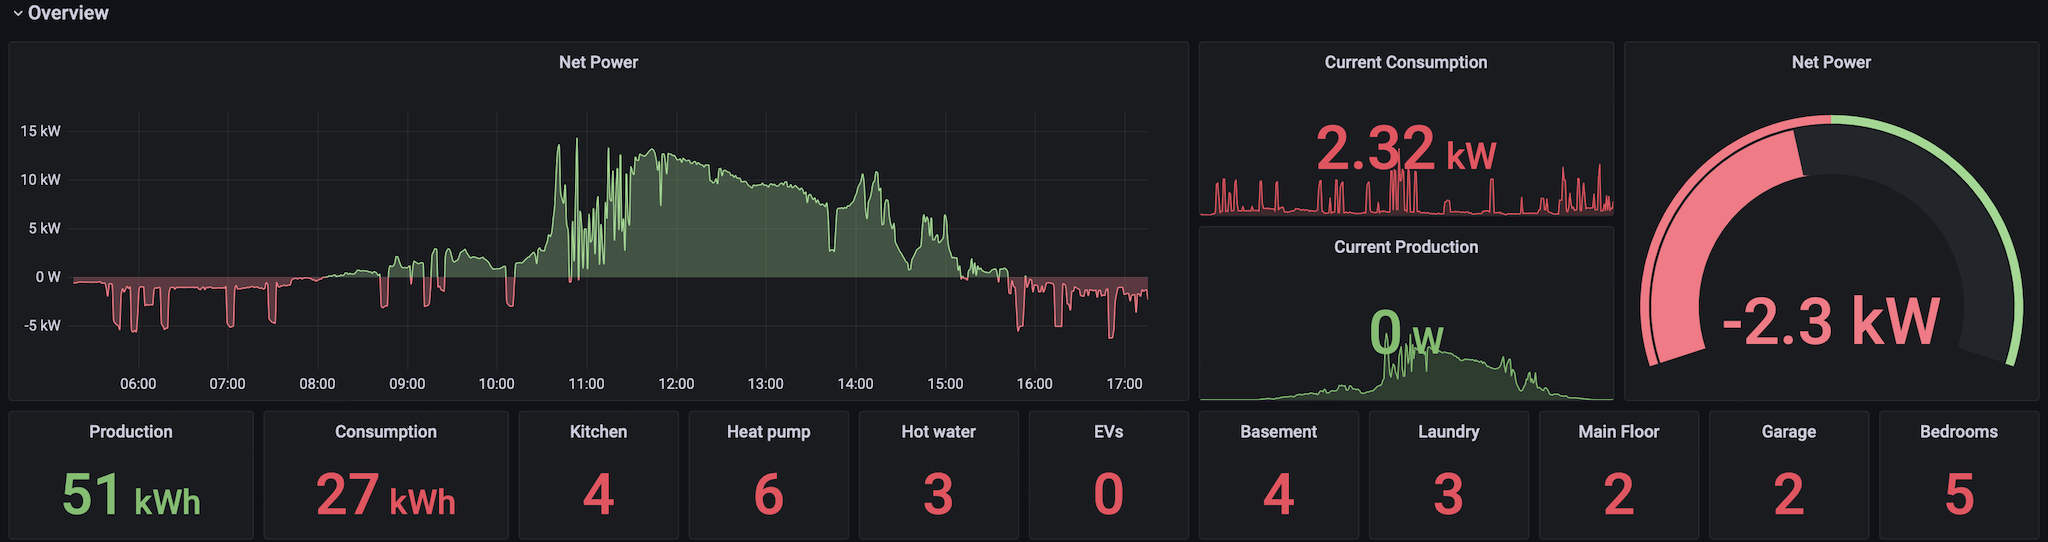 Overview
Net Power
15 kW
10 kW
5 kW
0 W
-5 kW
06:00 07:00 08:00 09:00 10:00 11:00 12:00 13:00 14:00 15:00 16:00 17:00
Current Consumption
2.32 kW
Current Production
0 W
Net Power
-2.3 kW
Production
51 kWh
Consumption
27 kWh
Kitchen
4
Heat pump
6
Hot water
3
EVs
0
Basement
4
Laundry
3
Main Floor
2
Garage
2
Bedrooms
5